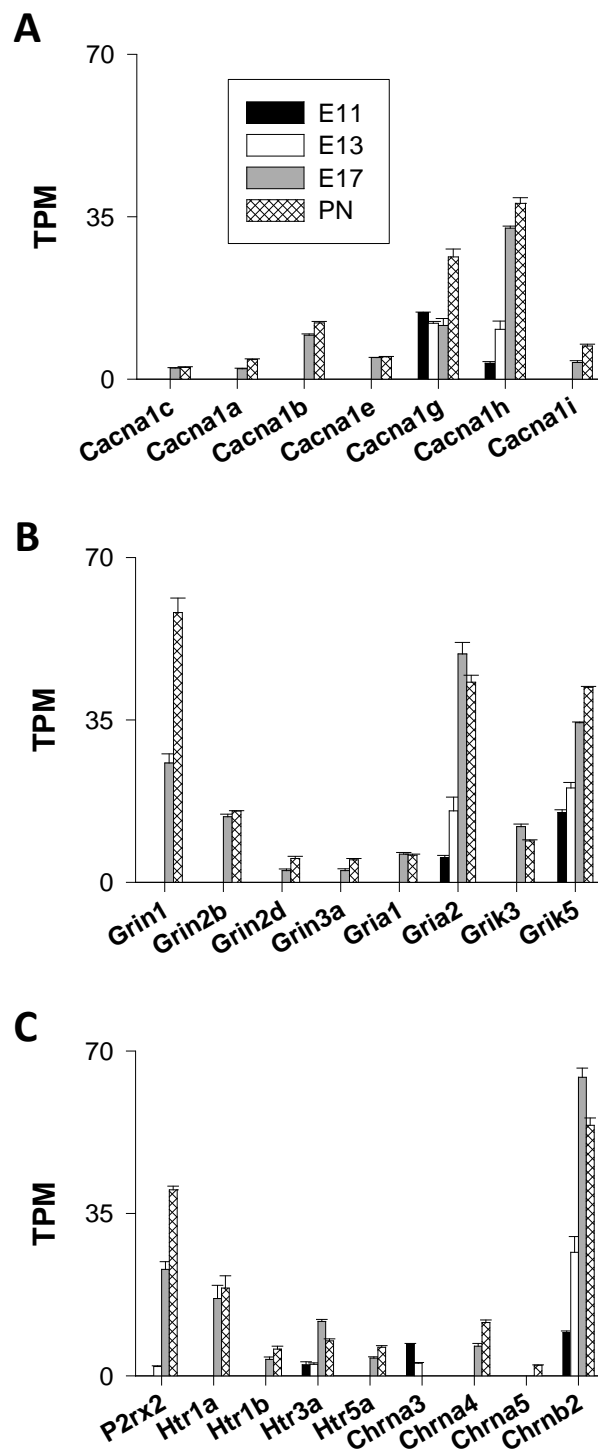 A
70
35
0
TPM
E11
E13
E17
PN
Cacna1c
Cacna1a
Cacna1b
Cacna1e
Cacna1g
Cacna1h
Cacna1i
B
70
35
0
TPM
Grin1
Grin2b
Grin2d
Grin3a
Gria1
Gria2
Grik3
Grik5
C
70
35
0
TPM
P2rx2
Htr1a
Htr1b
Htr3a
Htr5a
Chrna3
Chrna4
Chrna5
Chrnb2